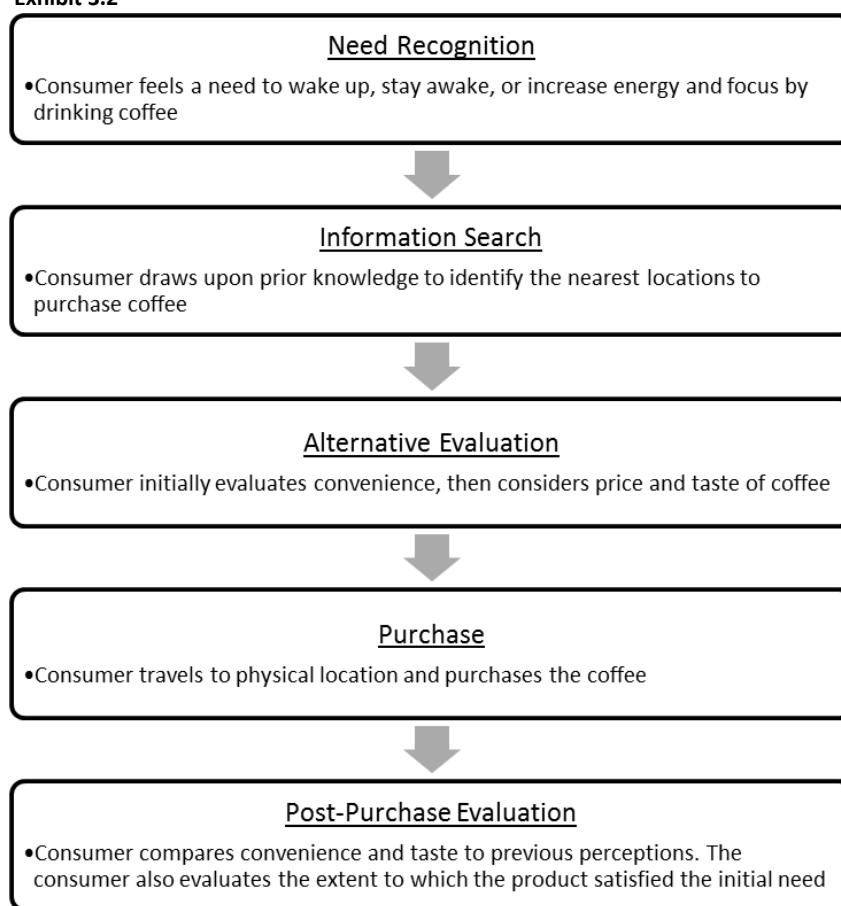 Exhibit 3.2
Need Recognition
•Consumer feels a need to wake up, stay awake, or increase energy and focus by
drinking coffee
Information Search
•Consumer draws upon prior knowledge to identify the nearest locations to
purchase coffee
Alternative Evaluation
•Consumer initially evaluates convenience, then considers price and taste of coffee
Purchase
•Consumer travels to physical location and purchases the coffee
Post-Purchase Evaluation
•Consumer compares convenience and taste to previous perceptions. The
consumer also evaluates the extent to which the product satisfied the initial need